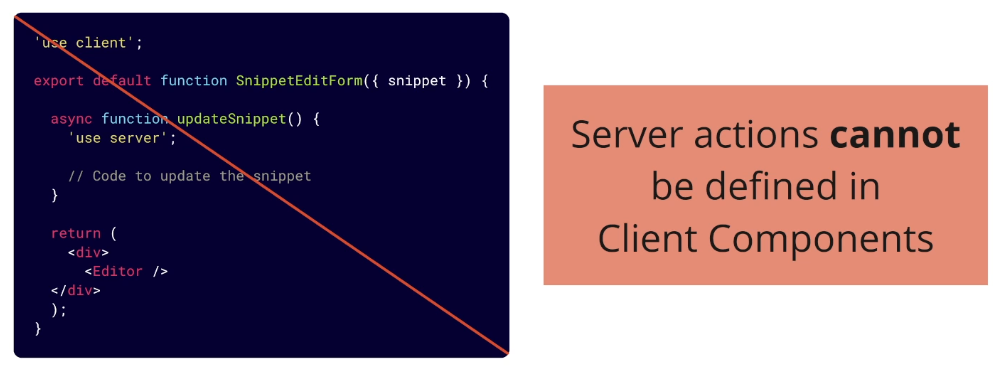 'use client';
export default function SnippetEditForm({ snippet }) {
  async function updateSnippet() {
    'use server';
    // Code to update the snippet
  }
  return (
    <div>
      <Editor />
  </div>
  );
}
Server actions cannot
be defined in
Client Components